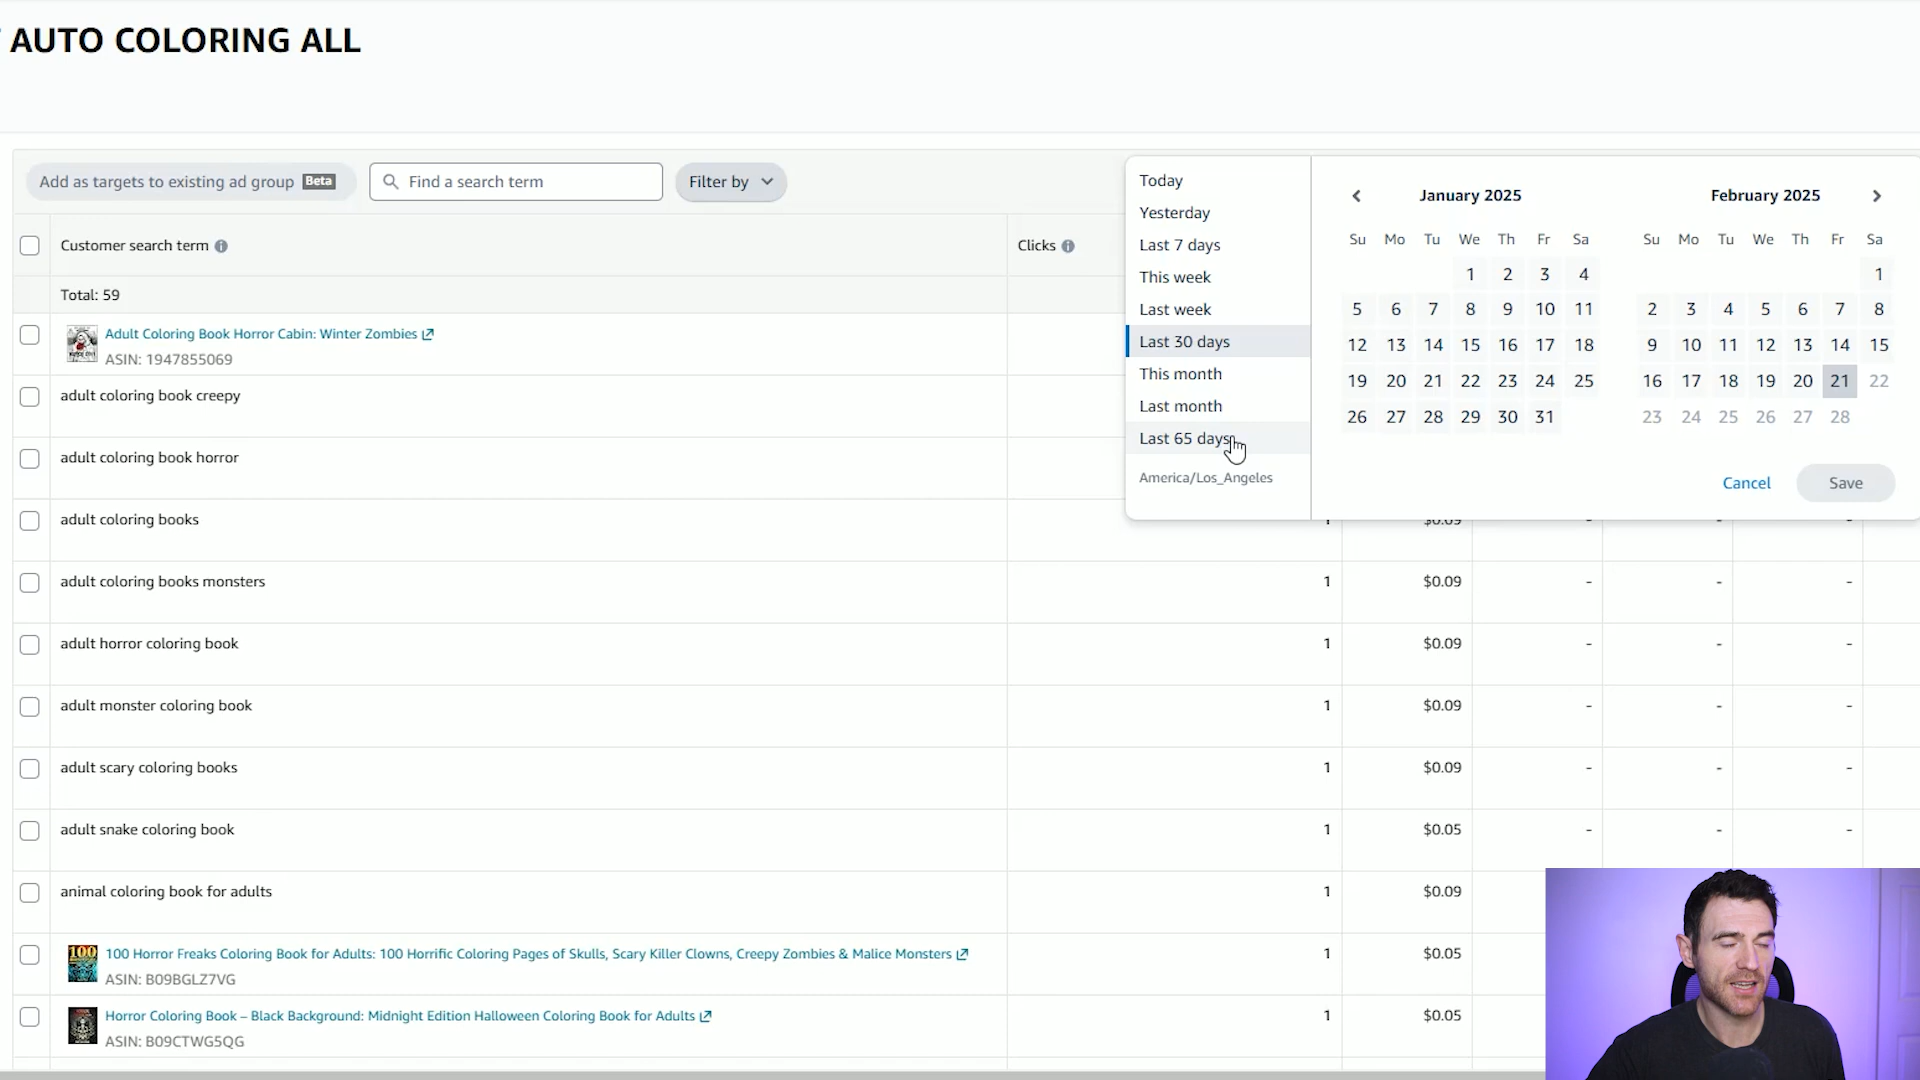 AUTO COLORING ALL
Add as targets to existing ad group Beta
Find a search term
Filter by
Customer search term
Clicks
Total: 59
Adult Coloring Book Horror Cabin: Winter Zombies
ASIN: 1947855069
adult coloring book creepy
adult coloring book horror
adult coloring books
1 $0.09 - - -
adult coloring books monsters
1 $0.09 - - -
adult horror coloring book
1 $0.09 - - -
adult monster coloring book
1 $0.09 - - -
adult scary coloring books
1 $0.09 - - -
adult snake coloring book
1 $0.05 - - -
animal coloring book for adults
1 $0.09
100 Horror Freaks Coloring Book for Adults: 100 Horrific Coloring Pages of Skulls, Scary Killer Clowns, Creepy Zombies & Malice Monsters
1 $0.05
ASIN: B09BGLZ7VG
Horror Coloring Book – Black Background: Midnight Edition Halloween Coloring Book for Adults
1 $0.05
ASIN: B09CTWG5QG
Today
Yesterday
Last 7 days
This week
Last week
Last 30 days
This month
Last month
Last 65 days
America/Los_Angeles
January 2025
Su Mo Tu We Th Fr Sa
1 2 3 4
5 6 7 8 9 10 11
12 13 14 15 16 17 18
19 20 21 22 23 24 25
26 27 28 29 30 31
February 2025
Su Mo Tu We Th Fr Sa
1
2 3 4 5 6 7 8
9 10 11 12 13 14 15
16 17 18 19 20 21 22
23 24 25 26 27 28
Cancel Save